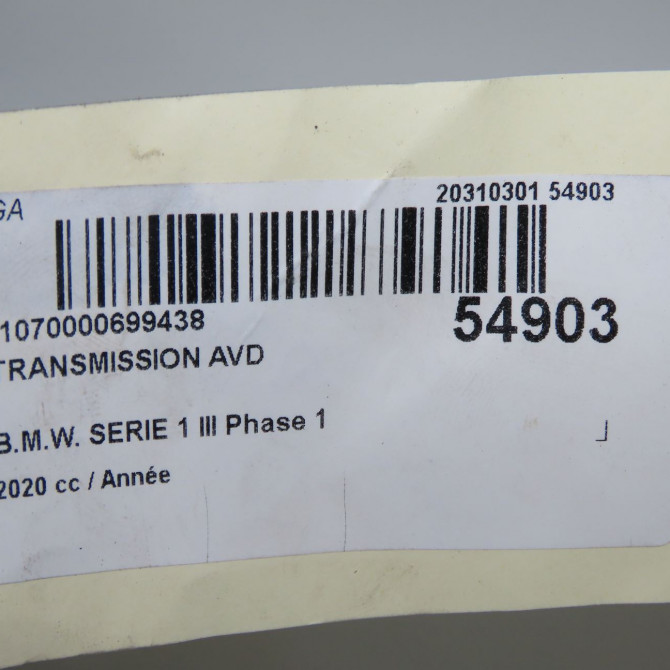 GA
20310301 54903
1070000699438
54903
TRANSMISSION AVD
B.M.W. SERIE 1 III Phase 1
2020 cc / Année